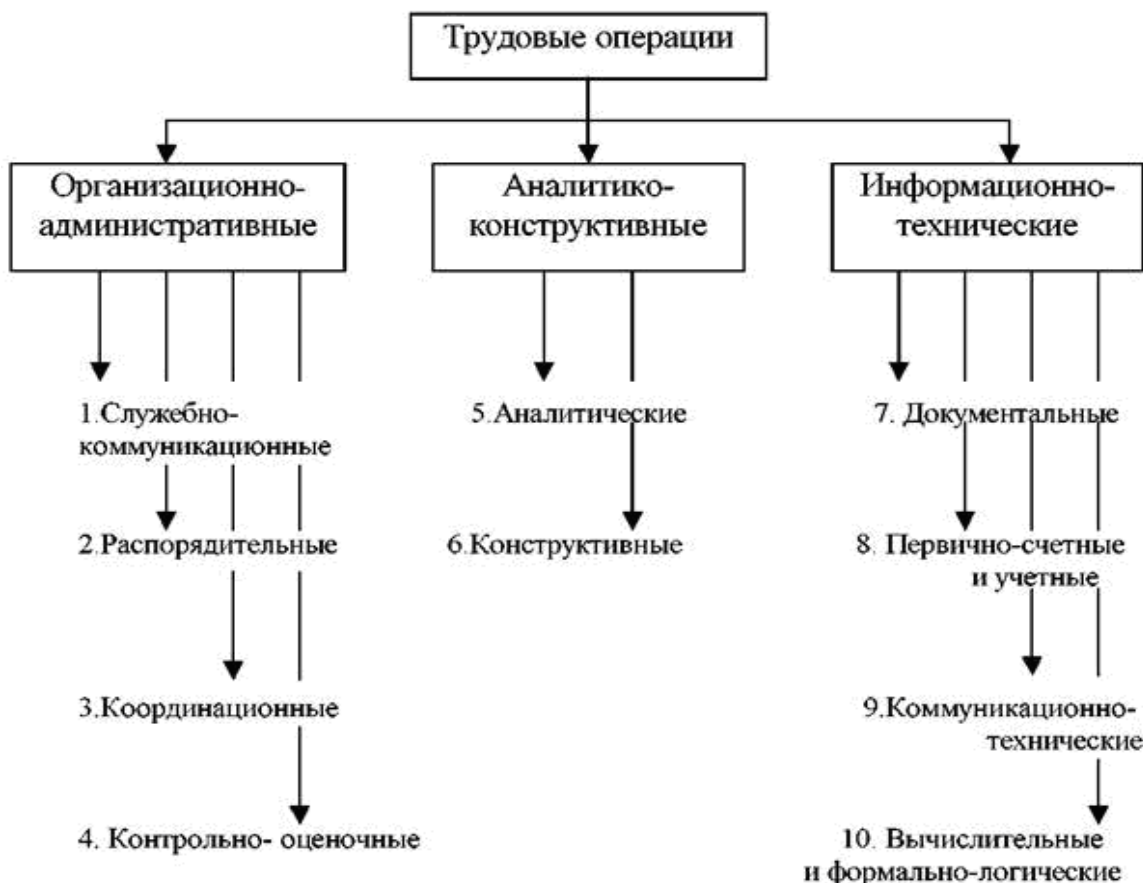 Трудовые операции
Организационно-
административные
Аналитико-
конструктивные
Информационно-
технические
1.Служебно-
коммуникационные
2.Распорядительные
3.Координационные
4. Контрольно- оценочные
5.Аналитические
6.Конструктивные
7. Документальные
8. Первично-счетные
и учетные
9.Коммуникационно-
технические
10. Вычислительные
и формально-логические